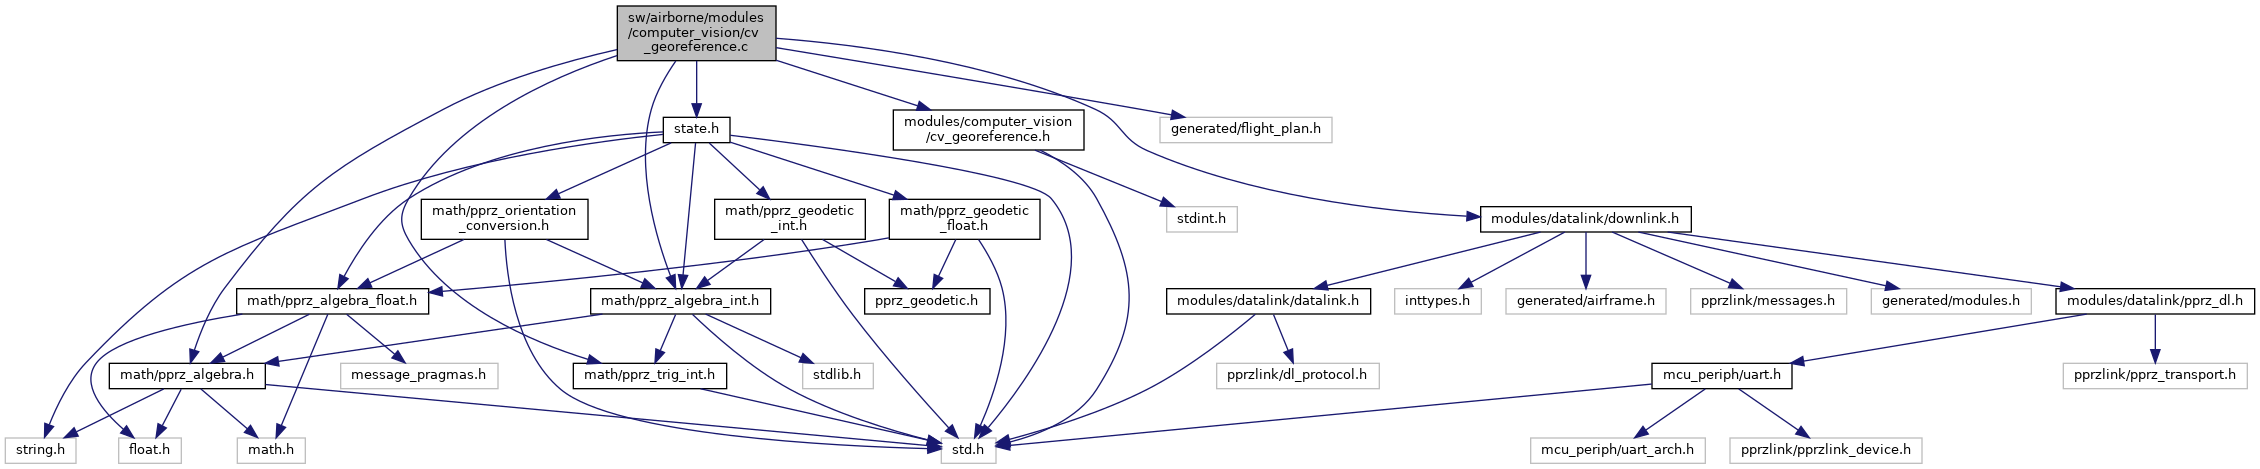 sw/airborne/modules
/computer_vision/cv
_georeference.c
state.h
modules/computer_vision
/cv_georeference.h
generated/flight_plan.h
math/pprz_orientation
_conversion.h
math/pprz_geodetic
_int.h
math/pprz_geodetic
_float.h
stdint.h
modules/datalink/downlink.h
math/pprz_algebra_float.h
math/pprz_algebra_int.h
pprz_geodetic.h
modules/datalink/datalink.h
inttypes.h
generated/airframe.h
pprzlink/messages.h
generated/modules.h
modules/datalink/pprz_dl.h
math/pprz_algebra.h
message_pragmas.h
math/pprz_trig_int.h
stdlib.h
pprzlink/dl_protocol.h
mcu_periph/uart.h
pprzlink/pprz_transport.h
string.h
float.h
math.h
std.h
mcu_periph/uart_arch.h
pprzlink/pprzlink_device.h